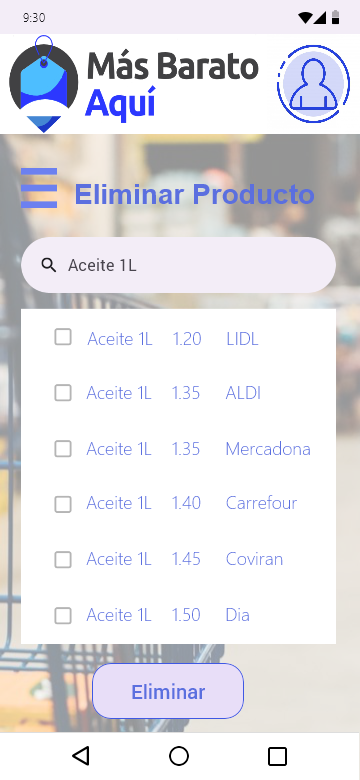 9:30
Más Barato
Aquí
Eliminar Producto
Aceite 1L
Aceite 1L 1.20 LIDL
Aceite 1L 1.35 ALDI
Aceite 1L 1.35 Mercadona
Aceite 1L 1.40 Carrefour
Aceite 1L 1.45 Coviran
Aceite 1L 1.50 Dia
Eliminar